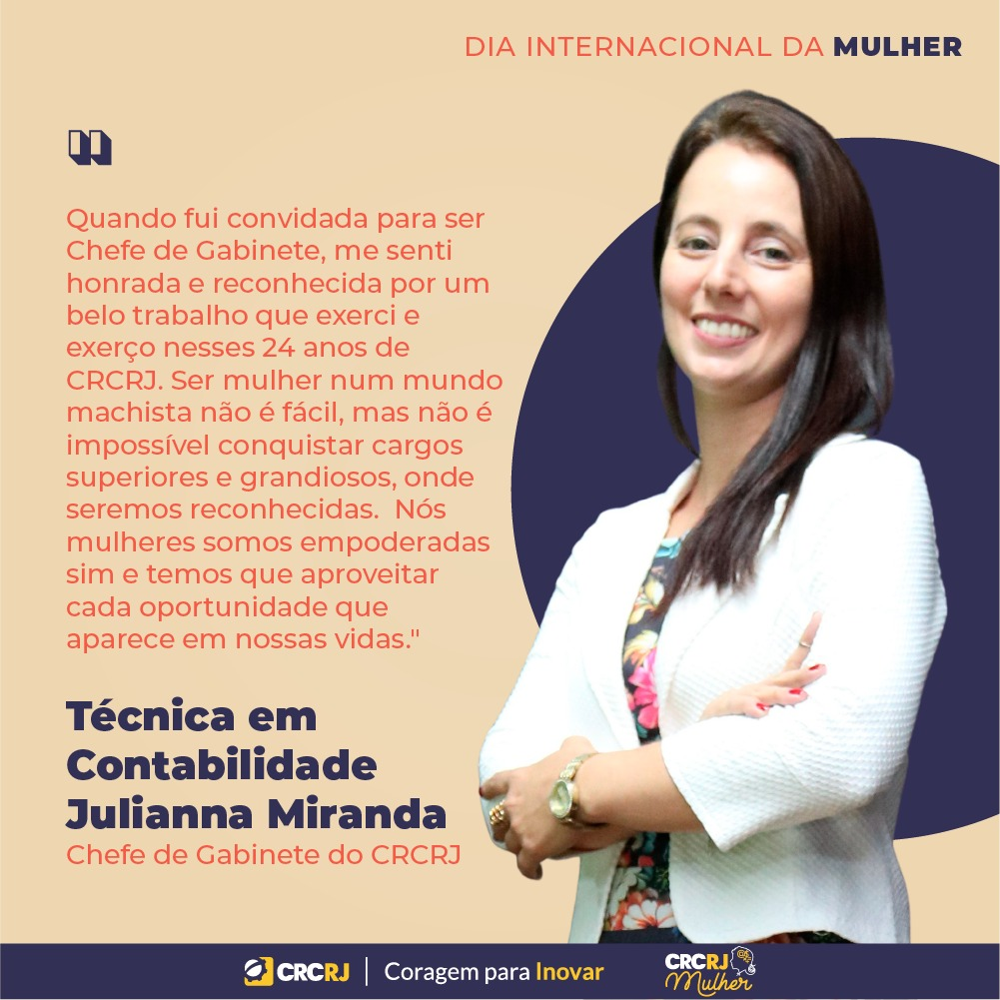 DIA INTERNACIONAL DA MULHER
Quando fui convidada para ser
Chefe de Gabinete, me senti
honrada e reconhecida por um
belo trabalho que exerci e
exerço nesses 24 anos de
CRCRJ. Ser mulher num mundo
machista não é fácil, mas não é
impossível conquistar cargos
superiores e grandiosos, onde
seremos reconhecidas.  Nós
mulheres somos empoderadas
sim e temos que aproveitar
cada oportunidade que
aparece em nossas vidas."
Técnica em
Contabilidade
Julianna Miranda
Chefe de Gabinete do CRCRJ
CRCRJ | Coragem para Inovar
CRCRJ
Mulher